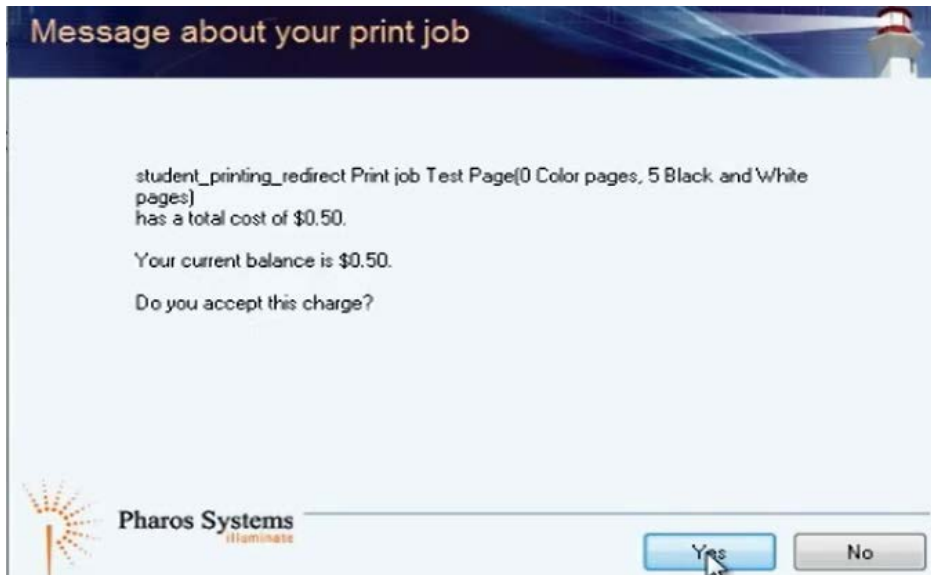 Message about your print job
student_printing_redirect Print job Test Page(0 Color pages, 5 Black and White
pages)
has a total cost of $0.50.
Your current balance is $0.50.
Do you accept this charge?
Pharos Systems
illuminate
Yes
No